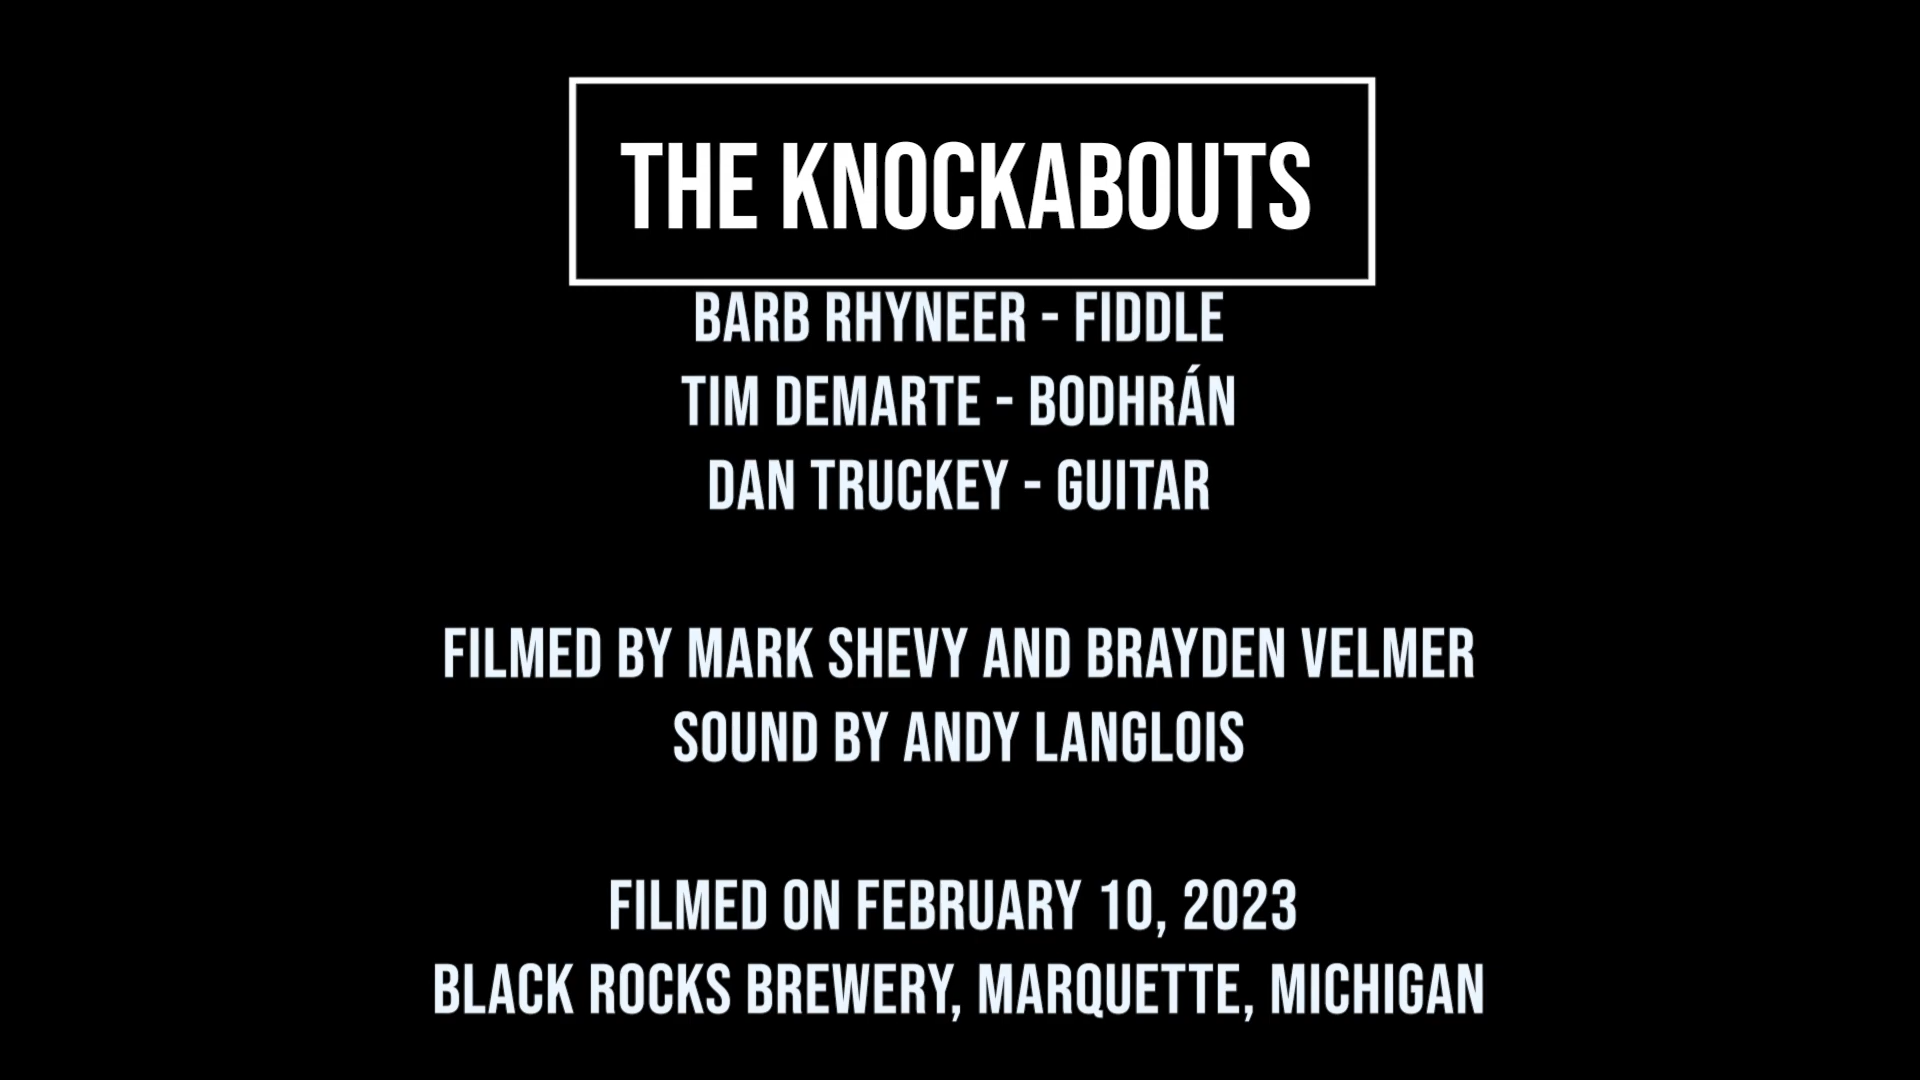 THE KNOCKABOUTS
BARB RHYNEER - FIDDLE
TIM DEMARTE - BODHRÁN
DAN TRUCKEY - GUITAR
FILMED BY MARK SHEVY AND BRAYDEN VELMER
SOUND BY ANDY LANGLOIS
FILMED ON FEBRUARY 10, 2023
BLACK ROCKS BREWERY, MARQUETTE, MICHIGAN